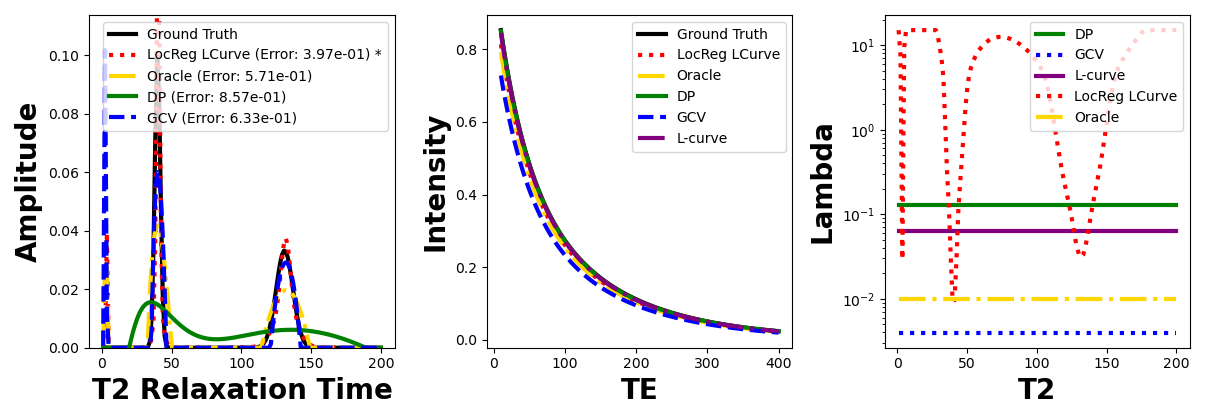 Amplitude
0.10
0.08
0.06
0.04
0.02
0.00
Ground Truth
LocReg LCurve (Error: 3.97e-01) *
Oracle (Error: 5.71e-01)
DP (Error: 8.57e-01)
GCV (Error: 6.33e-01)
0 50 100 150 200
T2 Relaxation Time
Intensity
0.8
0.6
0.4
0.2
0.0
Ground Truth
LocReg LCurve
Oracle
DP
GCV
L-curve
0 100 200 300 400
TE
Lambda
10¹
10⁰
10⁻¹
10⁻²
DP
GCV
L-curve
LocReg LCurve
Oracle
0 50 100 150 200
T2